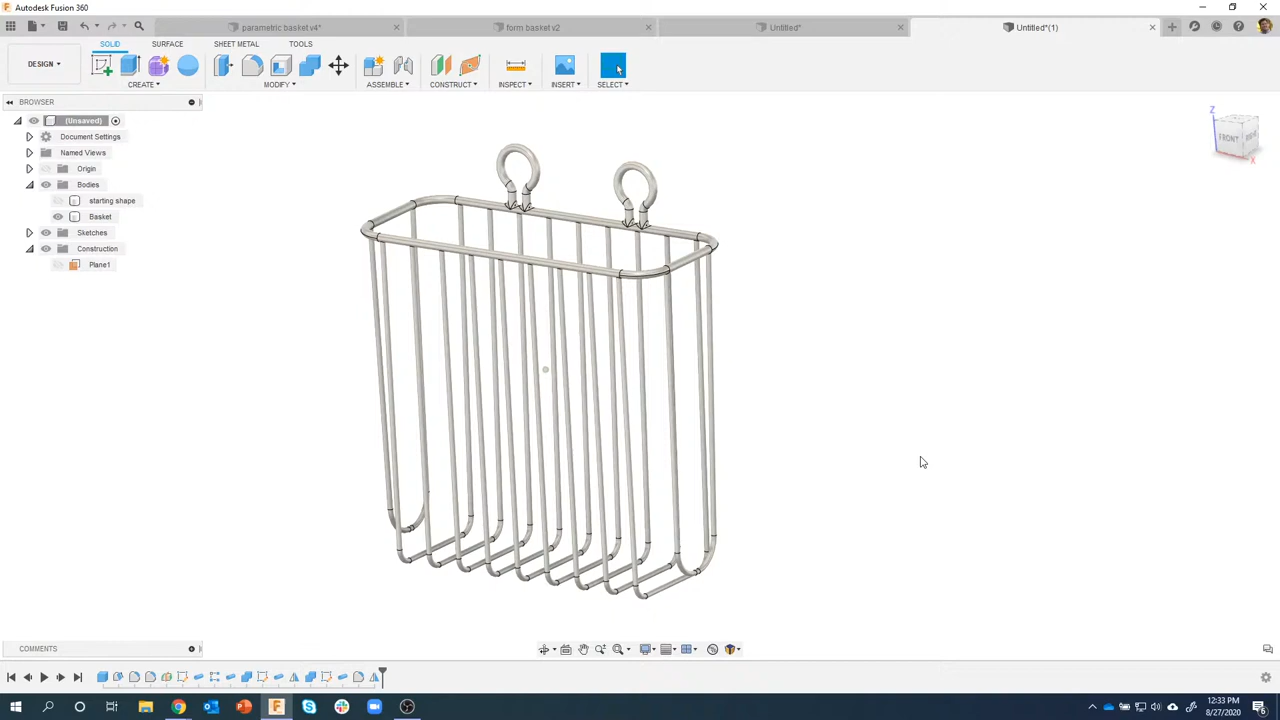 Autodesk Fusion 360
parametric basket v4*
form basket v2
Untitled*
Untitled*(1)
SOLID
SURFACE
SHEET METAL
TOOLS
DESIGN
CREATE
MODIFY
ASSEMBLE
CONSTRUCT
INSPECT
INSERT
SELECT
BROWSER
(Unsaved)
Document Settings
Named Views
Origin
Bodies
starting shape
Basket
Sketches
Construction
Plane1
Z
FRONT
X
COMMENTS
12:33 PM
8/27/2020
6